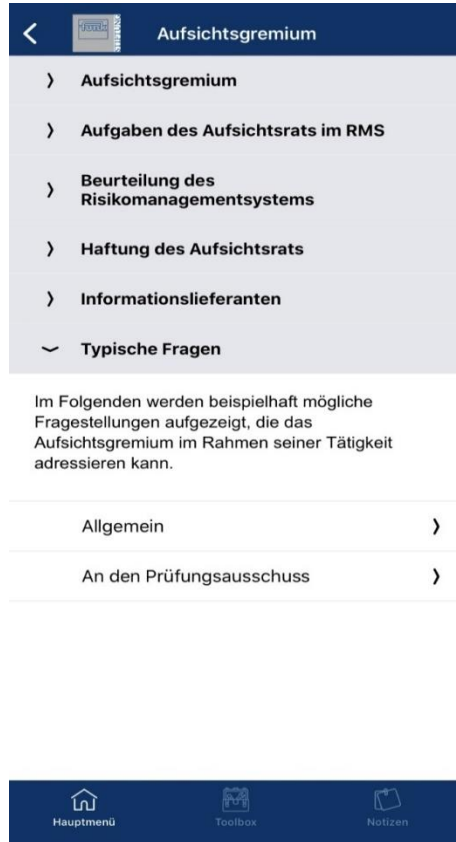 Aufsichtsgremium
Aufsichtsgremium
Aufgaben des Aufsichtsrats im RMS
Beurteilung des
Risikomanagementsystems
Haftung des Aufsichtsrats
Informationslieferanten
Typische Fragen
Im Folgenden werden beispielhaft mögliche
Fragestellungen aufgezeigt, die das
Aufsichtsgremium im Rahmen seiner Tätigkeit
adressieren kann.
Allgemein
An den Prüfungsausschuss
Hauptmenü
Toolbox
Notizen